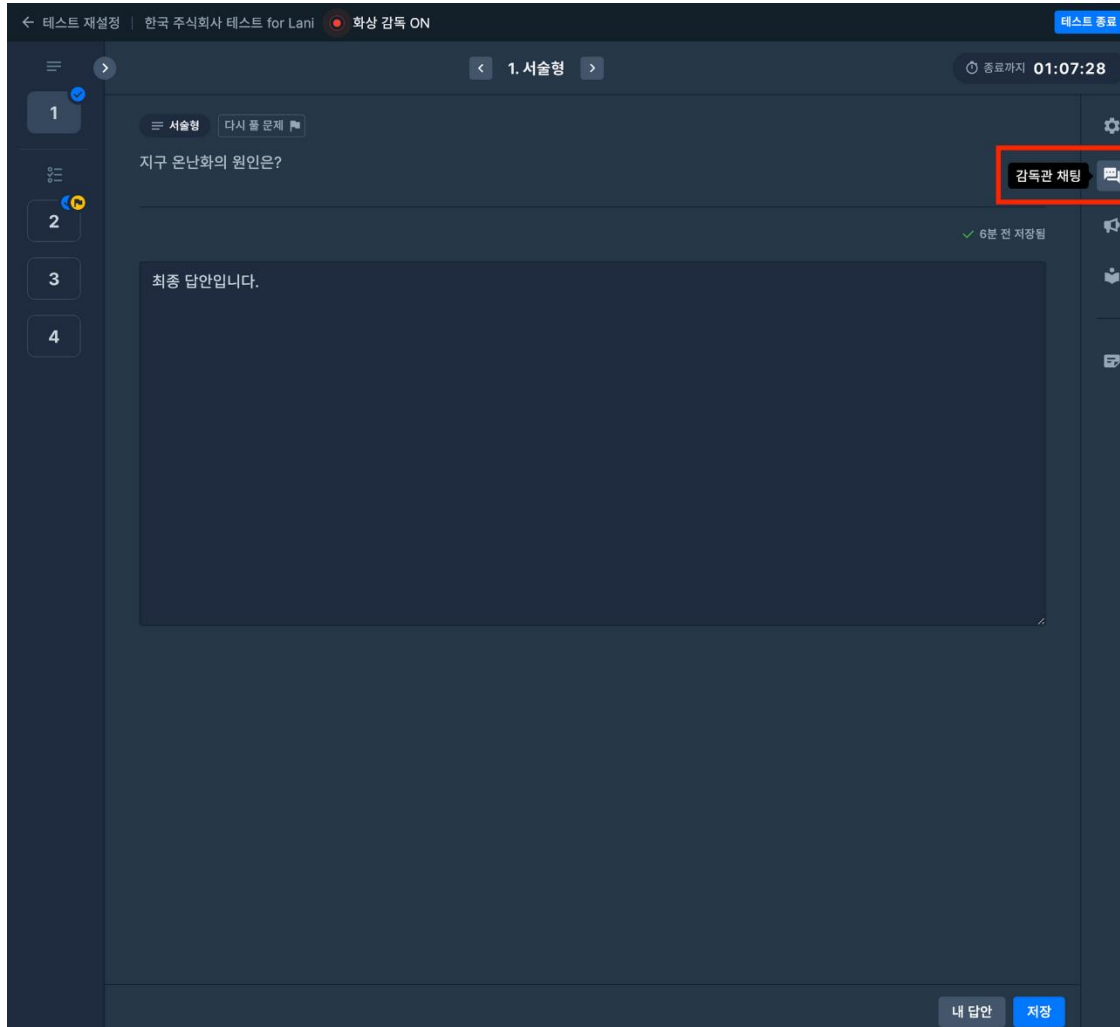 ← 테스트 재설정 | 한국 주식회사 테스트 for Lani 화상 감독 ON 테스트 종료
< 1. 서술형 > 종료까지 01:07:28
1
서술형 다시 풀 문제
지구 온난화의 원인은?
감독관 채팅
2
6분 전 저장됨
3
최종 답안입니다.
4
내 답안 저장